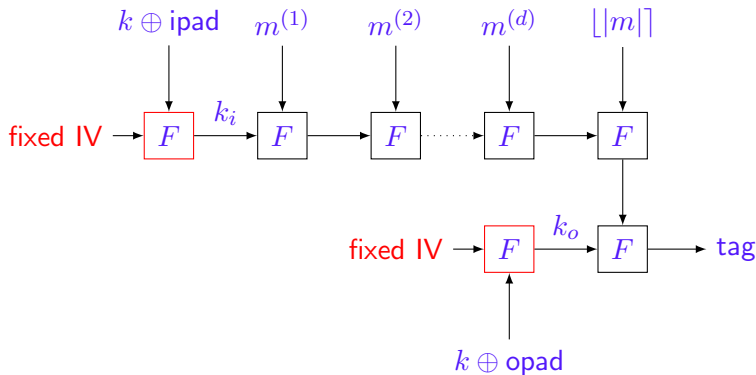 k ⊕ ipad m^(1) m^(2) m^(d) ⌊|m|⌉
fixed IV F k_i F F F F
fixed IV F k_o F tag
k ⊕ opad